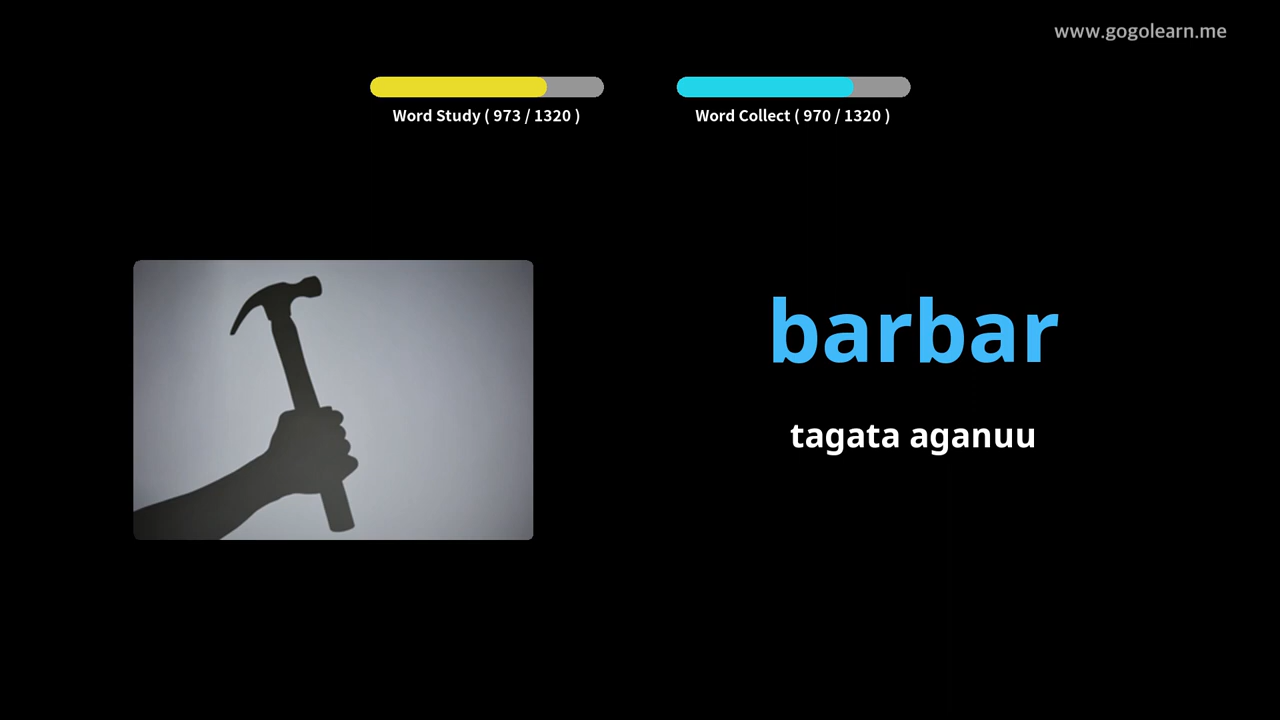 www.gogolearn.me
Word Study ( 973 / 1320 )
Word Collect ( 970 / 1320 )
barbar
tagata aganuu